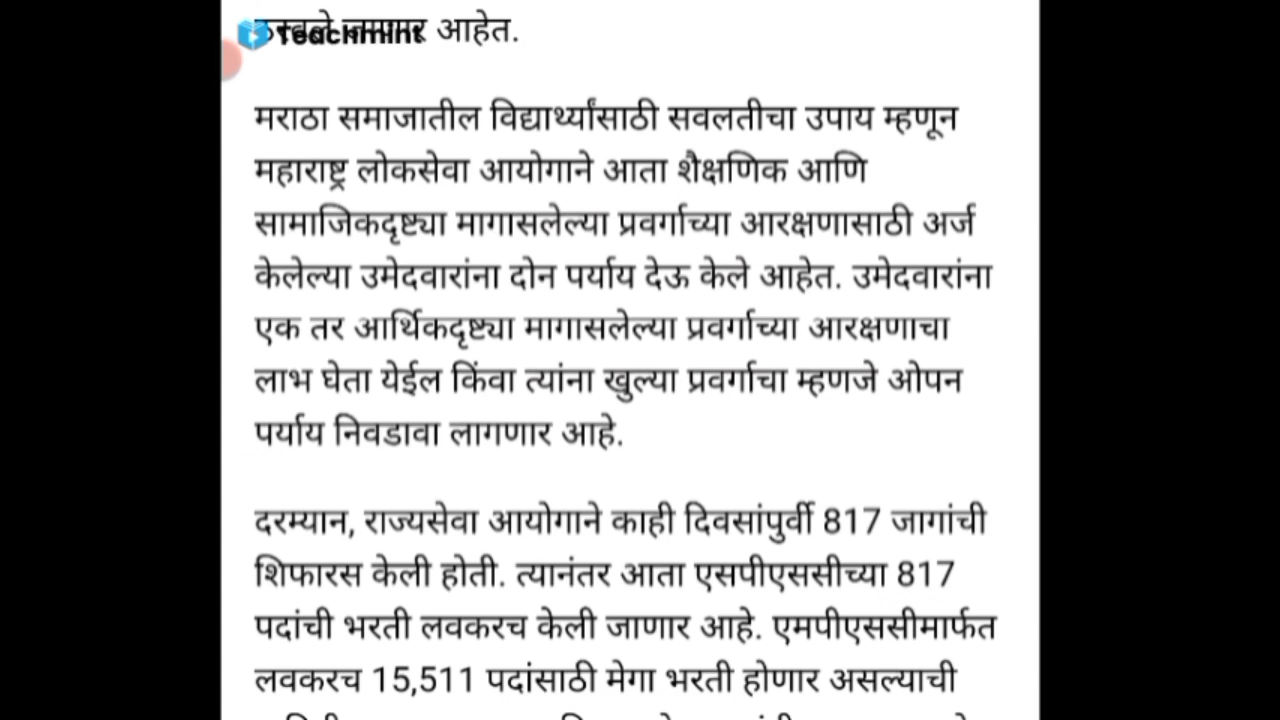 Teachmint आहेत.
मराठा समाजातील विद्यार्थ्यांसाठी सवलतीचा उपाय म्हणून
महाराष्ट्र लोकसेवा आयोगाने आता शैक्षणिक आणि
सामाजिकदृष्ट्या मागासलेल्या प्रवर्गाच्या आरक्षणासाठी अर्ज
केलेल्या उमेदवारांना दोन पर्याय देऊ केले आहेत. उमेदवारांना
एक तर आर्थिकदृष्ट्या मागासलेल्या प्रवर्गाच्या आरक्षणाचा
लाभ घेता येईल किंवा त्यांना खुल्या प्रवर्गाचा म्हणजे ओपन
पर्याय निवडावा लागणार आहे.
दरम्यान, राज्यसेवा आयोगाने काही दिवसांपुर्वी 817 जागांची
शिफारस केली होती. त्यानंतर आता एसपीएससीच्या 817
पदांची भरती लवकरच केली जाणार आहे. एमपीएससीमार्फत
लवकरच 15,511 पदांसाठी मेगा भरती होणार असल्याची